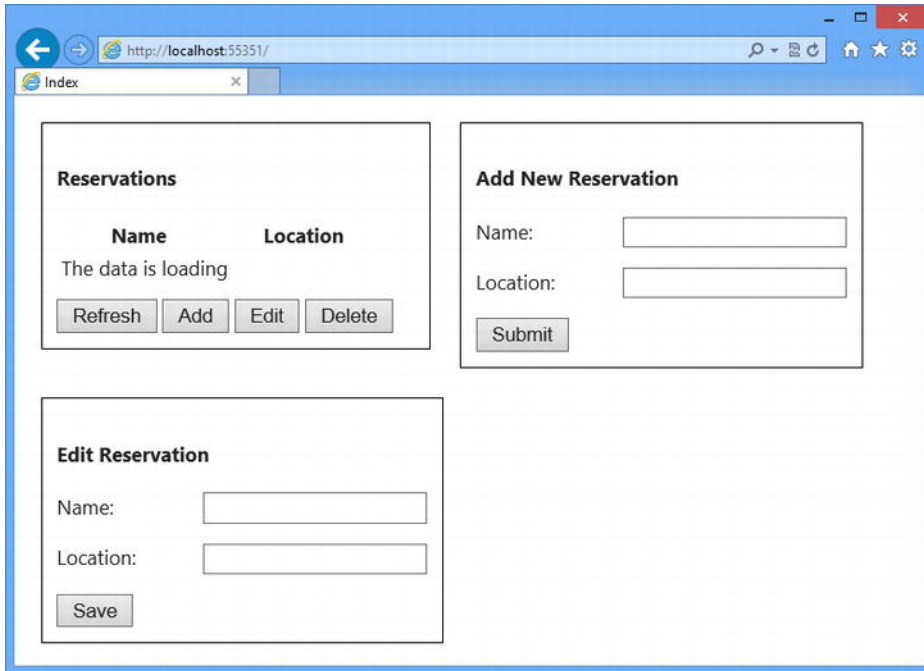 http://localhost:55351/
Index
Reservations
Name Location
The data is loading
Refresh Add Edit Delete
Add New Reservation
Name:
Location:
Submit
Edit Reservation
Name:
Location:
Save